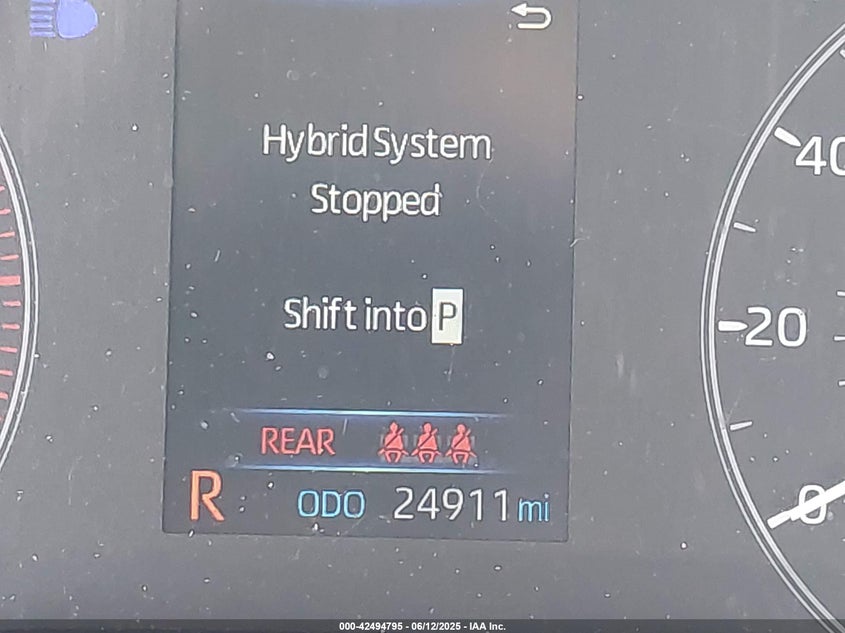 Hybrid System
Stopped
40
Shift into P
20
REAR
R ODO 24911 mi
0
000-42494795 - 06/12/2025 - IAA Inc.